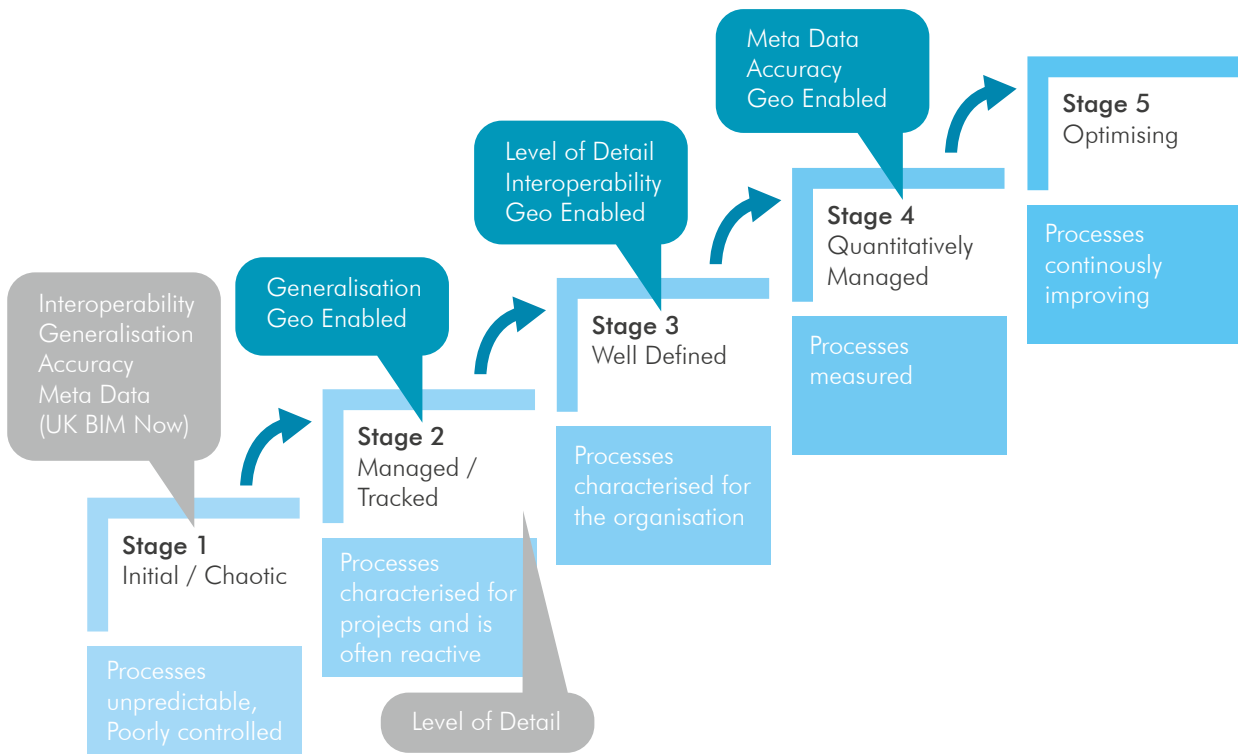 Interoperability
Generalisation
Accuracy
Meta Data
(UK BIM Now)
Stage 1
Initial / Chaotic
Processes
unpredictable,
Poorly controlled
Generalisation
Geo Enabled
Stage 2
Managed /
Tracked
Processes
characterised for
projects and is
often reactive
Level of Detail
Level of Detail
Interoperability
Geo Enabled
Stage 3
Well Defined
Processes
characterised for
the organisation
Meta Data
Accuracy
Geo Enabled
Stage 4
Quantitatively
Managed
Processes
measured
Stage 5
Optimising
Processes
continously
improving